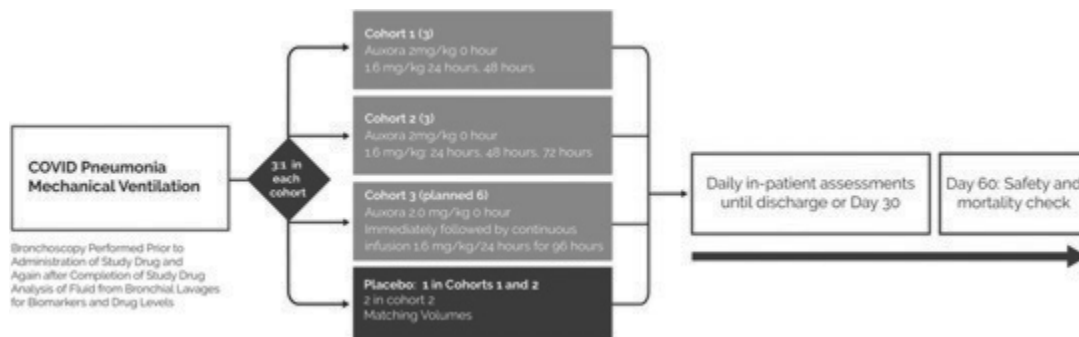 COVID Pneumonia
Mechanical Ventilation
Bronchoscopy Performed Prior to
Administration of Study Drug and
Again after Completion of Study Drug
Analysis of Fluid from Bronchial Lavages
for Biomarkers and Drug Levels
3:1 in
each
cohort
Cohort 1 (3)
Auxora 2mg/kg 0 hour
1.6 mg/kg 24 hours, 48 hours
Cohort 2 (3)
Auxora 2mg/kg 0 hour
1.6 mg/kg: 24 hours, 48 hours, 72 hours
Cohort 3 (planned 6)
Auxora 2.0 mg/kg 0 hour
Immediately followed by continuous
infusion 1.6 mg/kg/24 hours for 96 hours
Placebo: 1 in Cohorts 1 and 2
2 in cohort 2
Matching Volumes
Daily in-patient assessments
until discharge or Day 30
Day 60: Safety and
mortality check